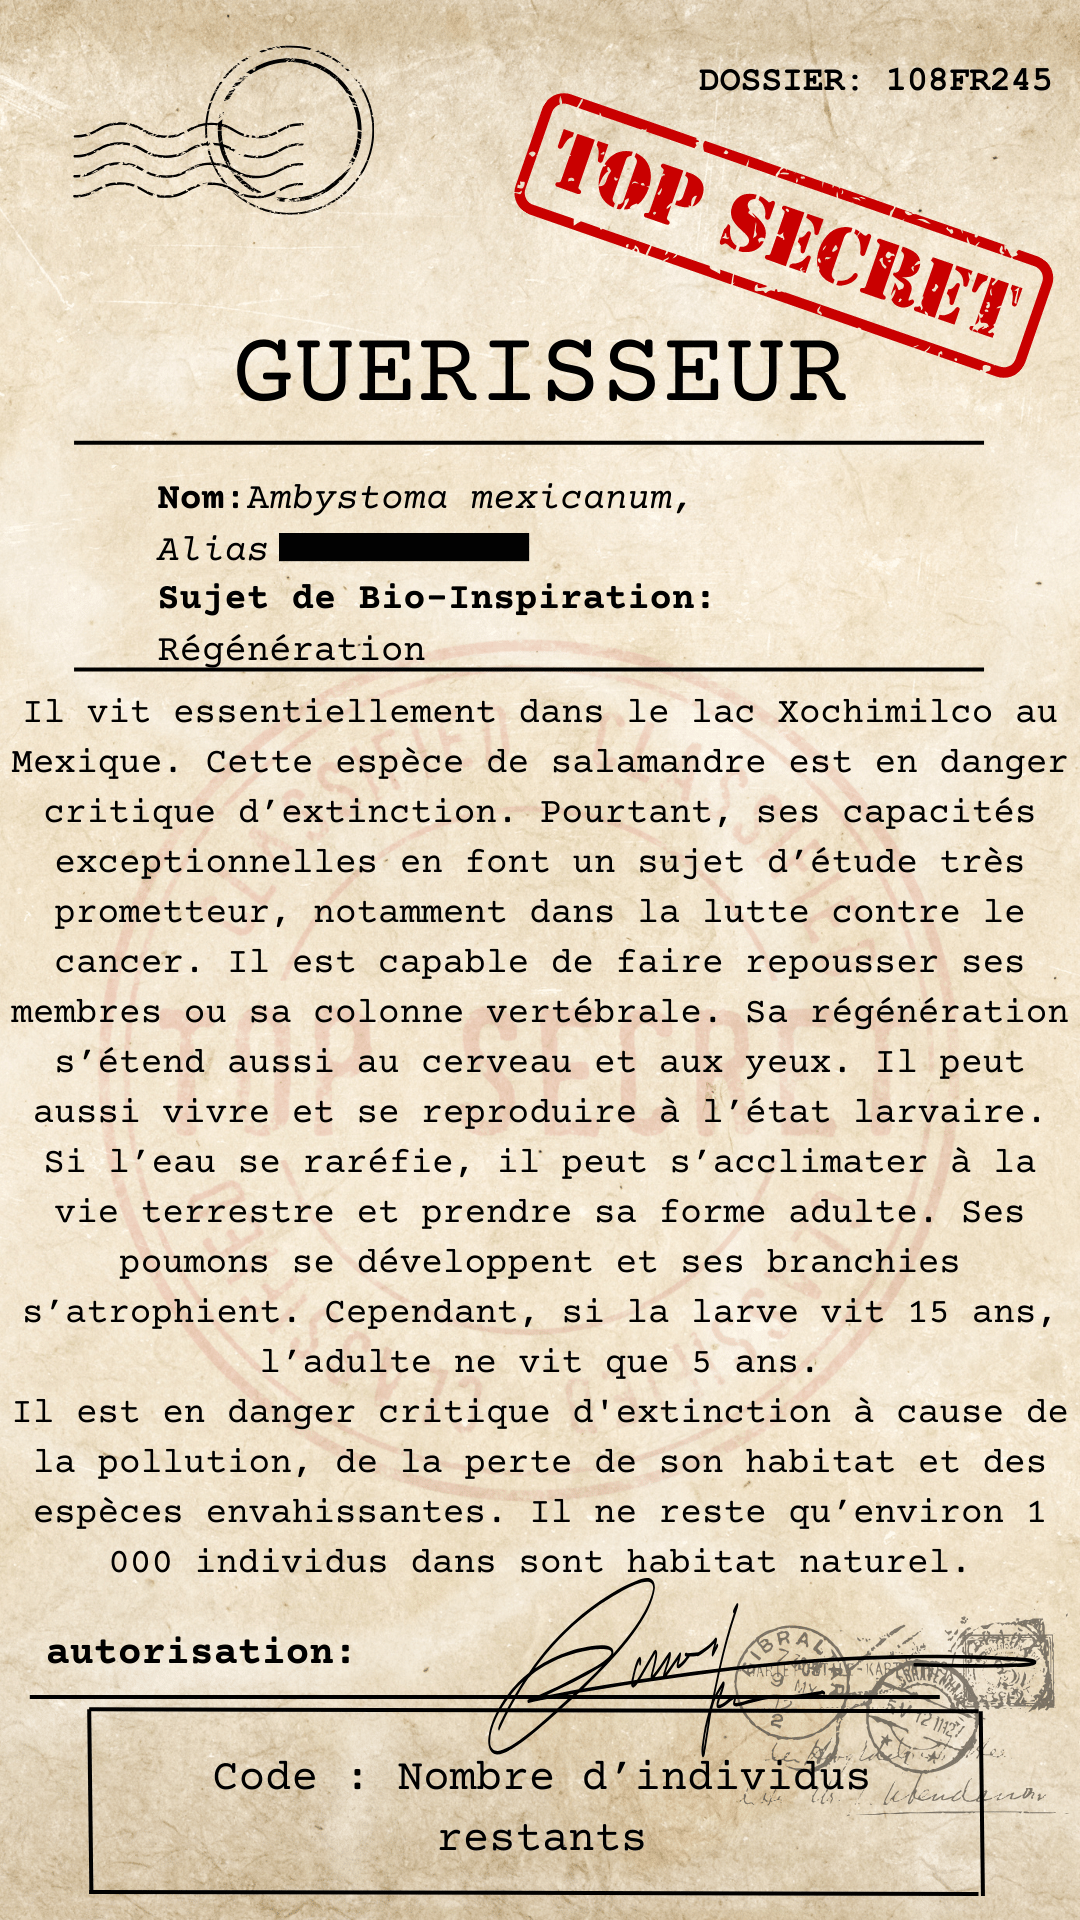 DOSSIER: 108FR245
TOP SECRET
GUERISSEUR
Nom:Ambystoma mexicanum,
Alias
Sujet de Bio-Inspiration:
Régénération
Il vit essentiellement dans le lac Xochimilco au
Mexique. Cette espèce de salamandre est en danger
critique d’extinction. Pourtant, ses capacités
exceptionnelles en font un sujet d’étude très
prometteur, notamment dans la lutte contre le
cancer. Il est capable de faire repousser ses
membres ou sa colonne vertébrale. Sa régénération
s’étend aussi au cerveau et aux yeux. Il peut
aussi vivre et se reproduire à l’état larvaire.
Si l’eau se raréfie, il peut s’acclimater à la
vie terrestre et prendre sa forme adulte. Ses
poumons se développent et ses branchies
s’atrophient. Cependant, si la larve vit 15 ans,
l’adulte ne vit que 5 ans.
Il est en danger critique d'extinction à cause de
la pollution, de la perte de son habitat et des
espèces envahissantes. Il ne reste qu’environ 1
000 individus dans sont habitat naturel.
CLASSIFIED CLASSIFIED
TOP SECRET
CLASSIFIED CLASSIFIED
autorisation:
Code : Nombre d’individus
restants